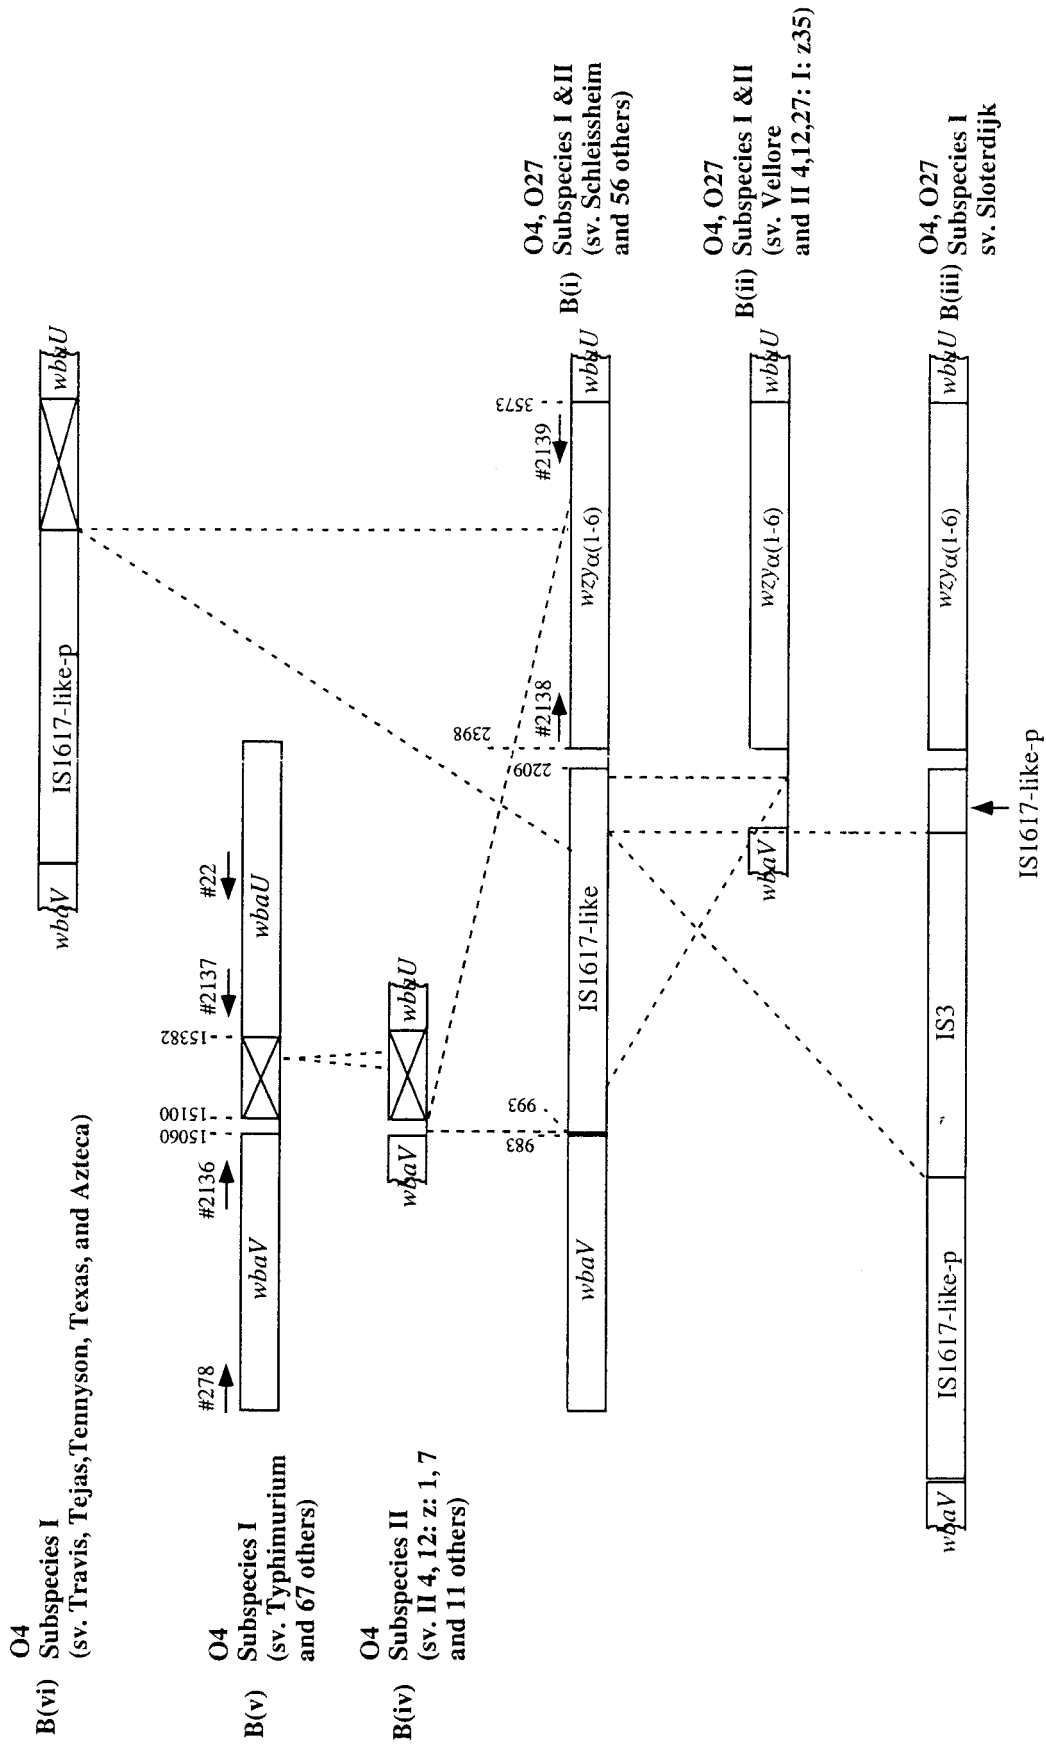 O4
B(vi) Subspecies I
(sv. Travis, Tejas,Tennyson, Texas, and Azteca)
wbaV
IS1617-like-p
wbaU
O4
Subspecies I
B(v) (sv. Typhimurium
and 67 others)
#278
#2136
#2137
#22
15060
15100
15382
wbaV
wbaU
O4
Subspecies II
B(iv) (sv. II 4, 12: z: 1, 7
and 11 others)
wbaV
wbaU
983
993
2209
2398
3573
#2138
#2139
wbaV
IS1617-like
wzyα(1-6)
wbaU
O4, O27
Subspecies I &II
B(i) (sv. Schleissheim
and 56 others)
wbaV
wzyα(1-6)
wbaU
O4, O27
Subspecies I &II
B(ii) (sv. Vellore
and II 4,12,27: I: z35)
wbaV
IS1617-like-p
IS3
wzyα(1-6)
wbaU
IS1617-like-p
O4, O27
B(iii) Subspecies I
sv. Sloterdijk